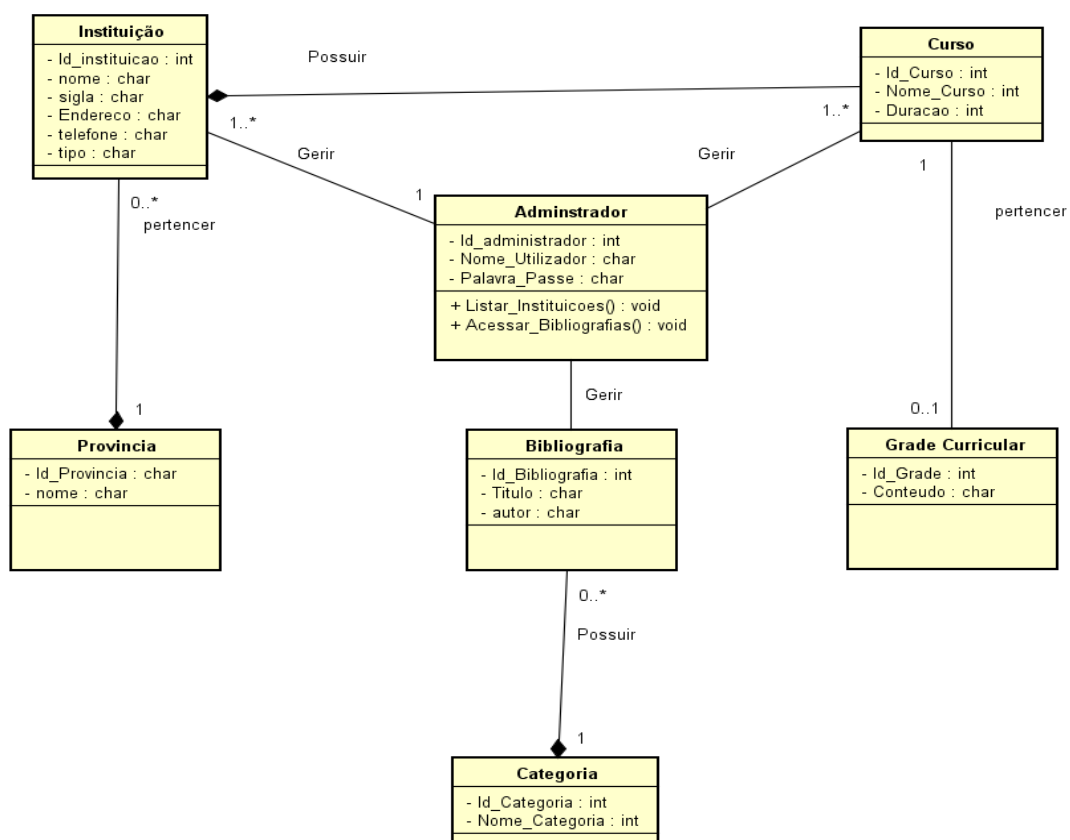 Instituição
- Id_instituicao : int
- nome : char
- sigla : char
- Endereco : char
- telefone : char
- tipo : char
Possuir
Curso
- Id_Curso : int
- Nome_Curso : int
- Duracao : int
1..*
1..*
Gerir
Gerir
1
0..*
pertencer
1
pertencer
Adminstrador
- Id_administrador : int
- Nome_Utilizador : char
- Palavra_Passe : char
+ Listar_Instituicoes() : void
+ Acessar_Bibliografias() : void
Gerir
1
0..1
Provincia
- Id_Provincia : char
- nome : char
Bibliografia
- Id_Bibliografia : int
- Titulo : char
- autor : char
Grade Curricular
- Id_Grade : int
- Conteudo : char
0..*
Possuir
1
Categoria
- Id_Categoria : int
- Nome_Categoria : int